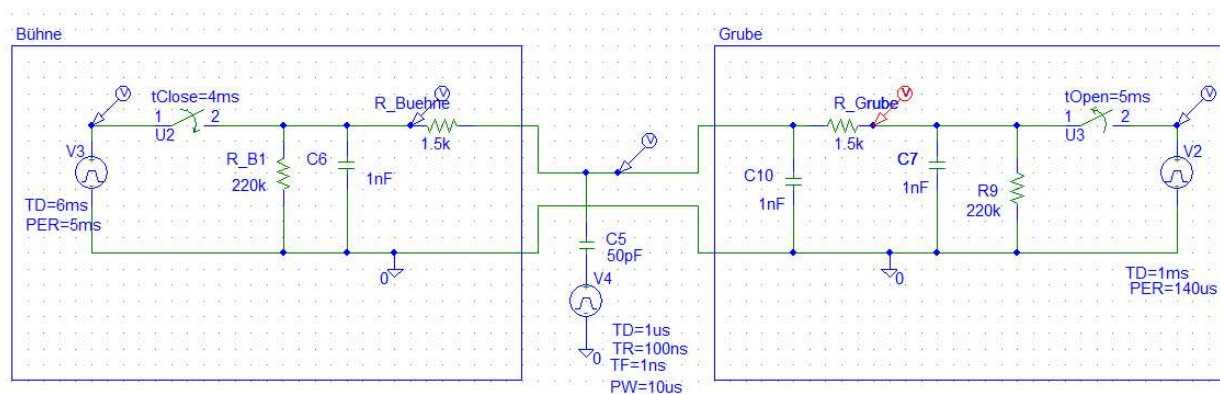 Bühne
Grube
tClose=4ms
1 2
U2
V
V
R_Buehne
1.5k
V3
TD=6ms
PER=5ms
R_B1
220k
C6
1nF
0
V
C5
50pF
V4
TD=1us
TR=100ns
TF=1ns
PW=10us
0
R_Grube
1.5k
V
C10
1nF
C7
1nF
R9
220k
0
tOpen=5ms
1 2
U3
V
V2
TD=1ms
PER=140us